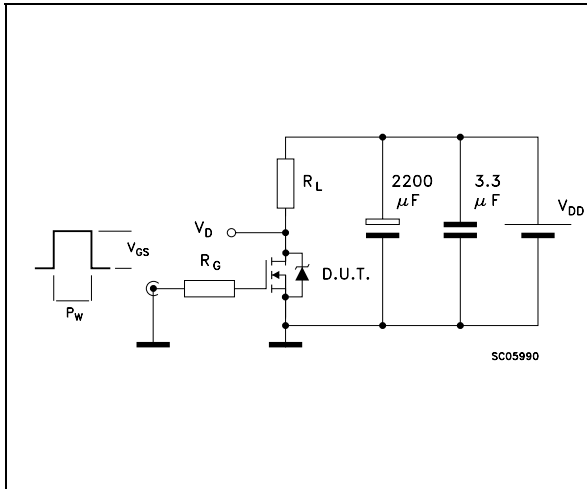 R_L
2200
μF
3.3
μF
V_DD
V_D
V_GS
R_G
D.U.T.
P_W
SC05990